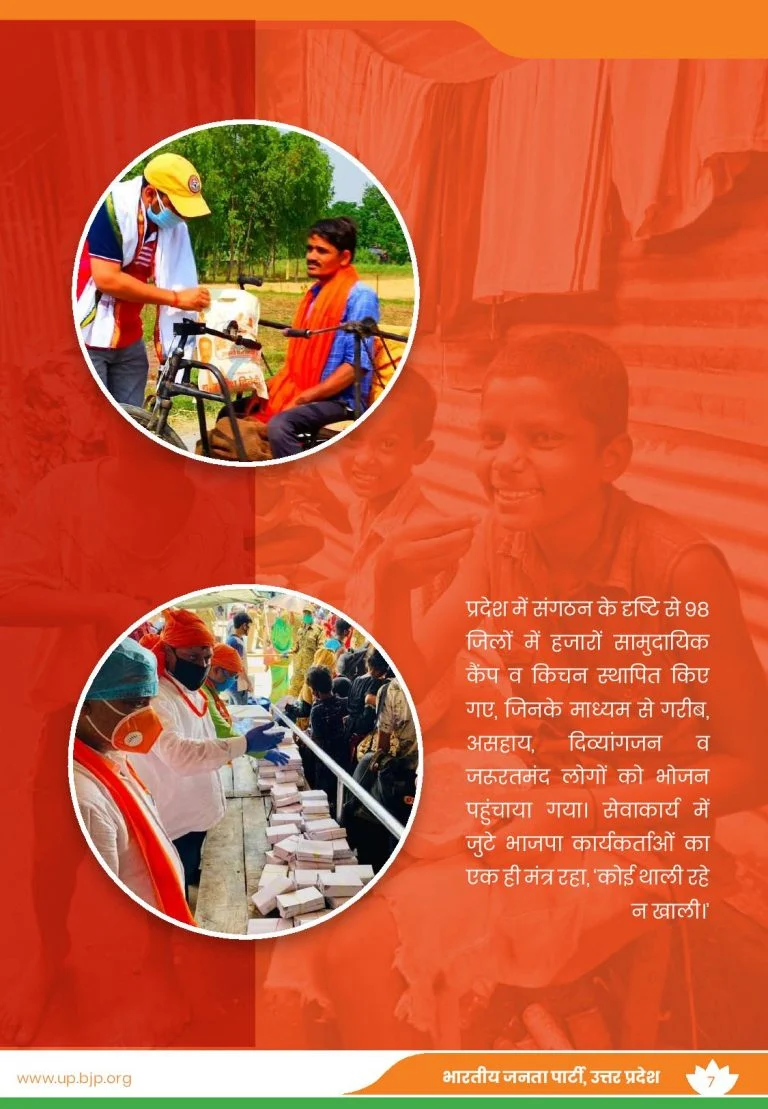 प्रदेश में संगठन के दृष्टि से 98
जिलों में हजारों सामुदायिक
कैंप व किचन स्थापित किए
गए, जिनके माध्यम से गरीब,
असहाय, दिव्यांगजन व
जरूरतमंद लोगों को भोजन
पहुंचाया गया। सेवाकार्य में
जुटे भाजपा कार्यकर्ताओं का
एक ही मंत्र रहा, 'कोई थाली रहे
न खाली।'
www.up.bjp.org
भारतीय जनता पार्टी, उत्तर प्रदेश
7